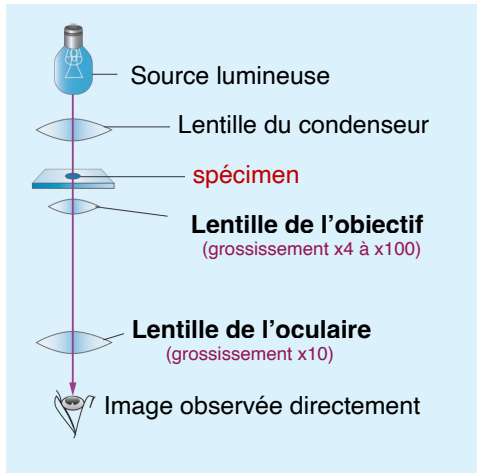 Source lumineuse
Lentille du condenseur
spécimen
Lentille de l'obiectif
(grossissement x4 à x100)
Lentille de l'oculaire
(grossissement x10)
Image observée directement